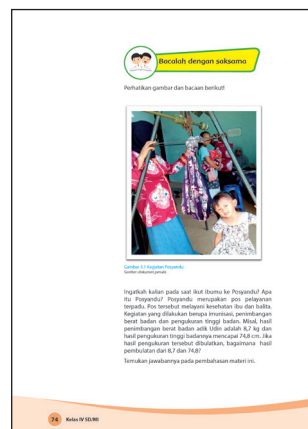 Bacalah dengan saksama
Perhatikan gambar dan bacaan berikut!
Gambar 3.1 Kegiatan Posyandu.
Sumber: dokumen penulis
Ingatkah kalian pada saat ikut ibumu ke Posyandu? Apa
itu Posyandu? Posyandu merupakan pos pelayanan
terpadu. Pos tersebut melayani kesehatan ibu dan balita.
Kegiatan yang dilakukan berupa imunisasi, penimbangan
berat badan dan pengukuran tinggi badan. Misal, hasil
penimbangan berat badan adik Udin adalah 8,7 kg dan
hasil pengukuran tinggi badannya mencapai 74,8 cm. Jika
hasil pengukuran tersebut dibulatkan, bagaimana hasil
pembulatan dari 8,7 dan 74,8?
Temukan jawabannya pada pembahasan materi ini.
74 Kelas IV SD/MI